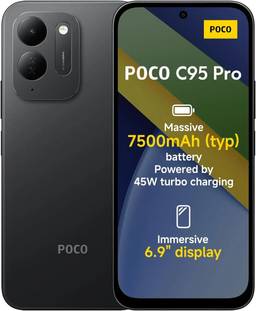 POCO
POCO C95 Pro
Massive
7500mAh (typ)
battery
Powered by
45W turbo charging
Immersive
6.9" display
POCO